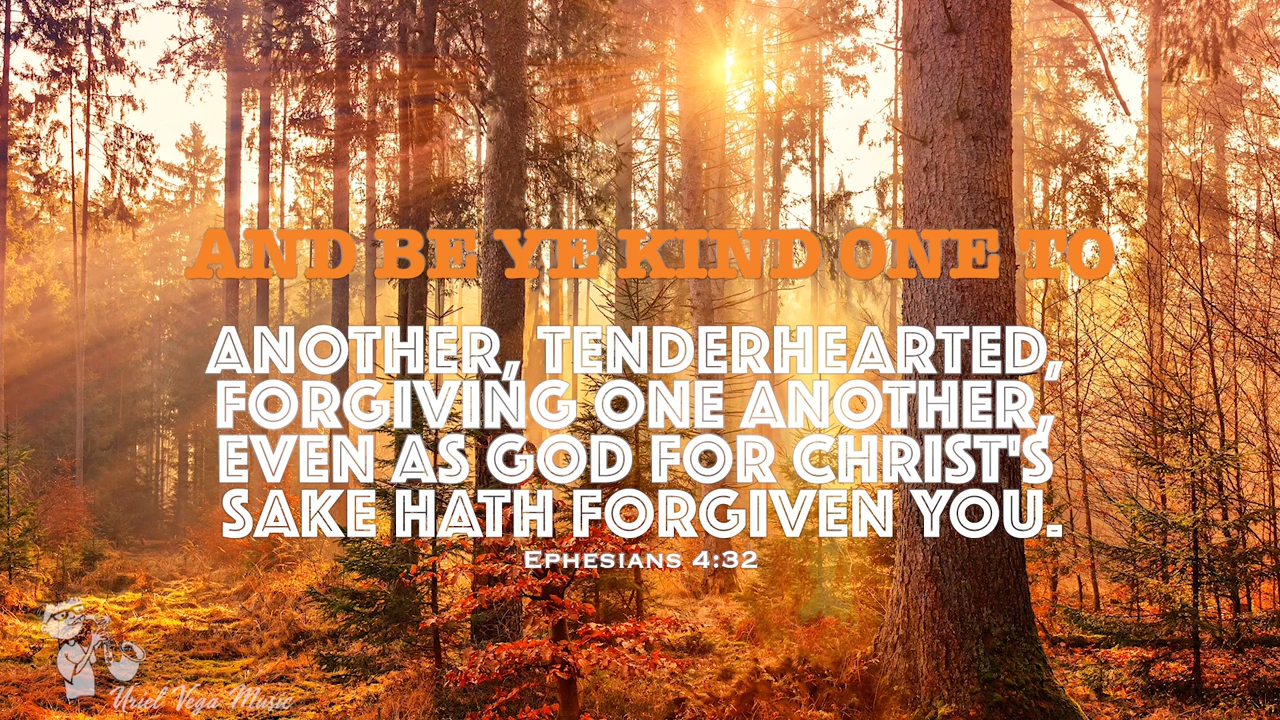 AND BE YE KIND ONE TO
ANOTHER, TENDERHEARTED,
FORGIVING ONE ANOTHER,
EVEN AS GOD FOR CHRIST'S
SAKE HATH FORGIVEN YOU.
EPHESIANS 4:32
Uriel Vega Music